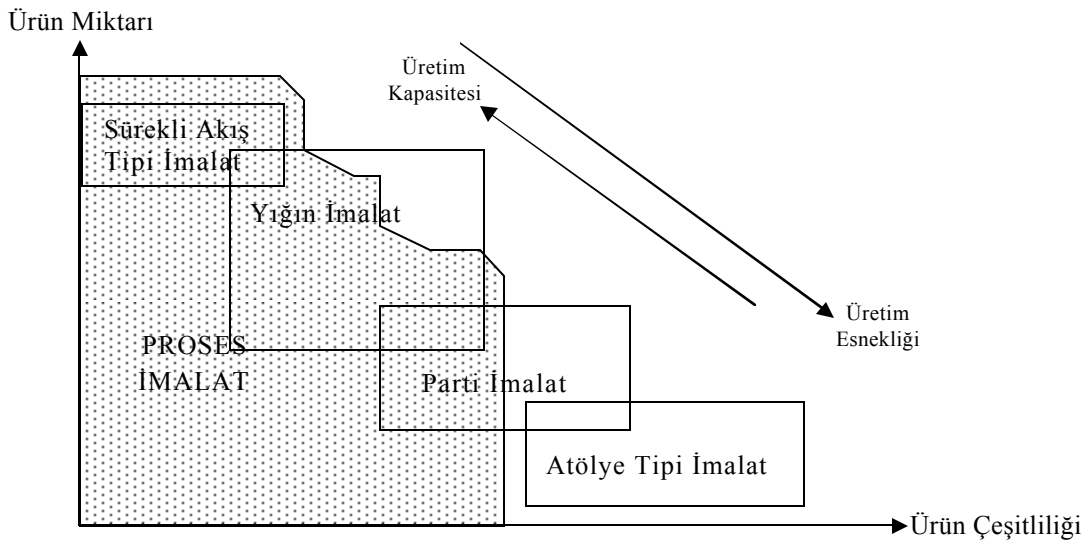 Ürün Miktarı
Üretim
Kapasitesi
Sürekli Akış
Tipi İmalat
Yığın İmalat
Üretim
Esnekliği
PROSES
İMALAT
Parti İmalat
Atölye Tipi İmalat
Ürün Çeşitliliği